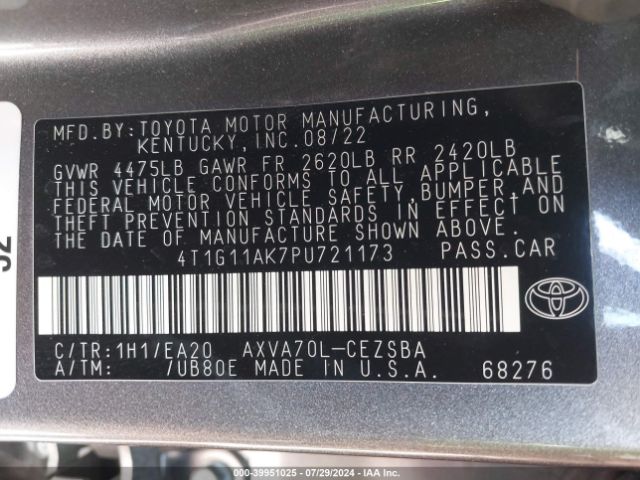 MFD.BY:TOYOTA MOTOR MANUFACTURING,
KENTUCKY,INC.08/22
GVWR 4475LB GAWR FR 2620LB RR 2420LB
THIS VEHICLE CONFORMS TO ALL APPLICABLE
FEDERAL MOTOR VEHICLE SAFETY,BUMPER,AND
THEFT PREVENTION STANDARDS IN EFFECT ON
THE DATE OF MANUFACTURE SHOWN ABOVE.
4T1G11AK7PU721173 PASS.CAR
C/TR:1H1/EA20 AXVA70L-CEZSBA
A/TM: 7UB80E MADE IN U.S.A. 68276
000-39951025 | 07/29/2024 | IAA Inc.